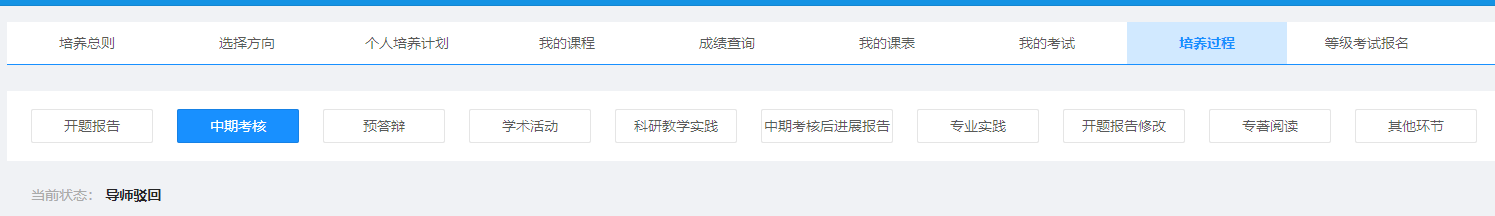 培养总则 选择方向 个人培养计划 我的课程 成绩查询 我的课表 我的考试 培养过程 等级考试报名
开题报告 中期考核 预答辩 学术活动 科研教学实践 中期考核后进展报告 专业实践 开题报告修改 专著阅读 其他环节
当前状态： 导师驳回